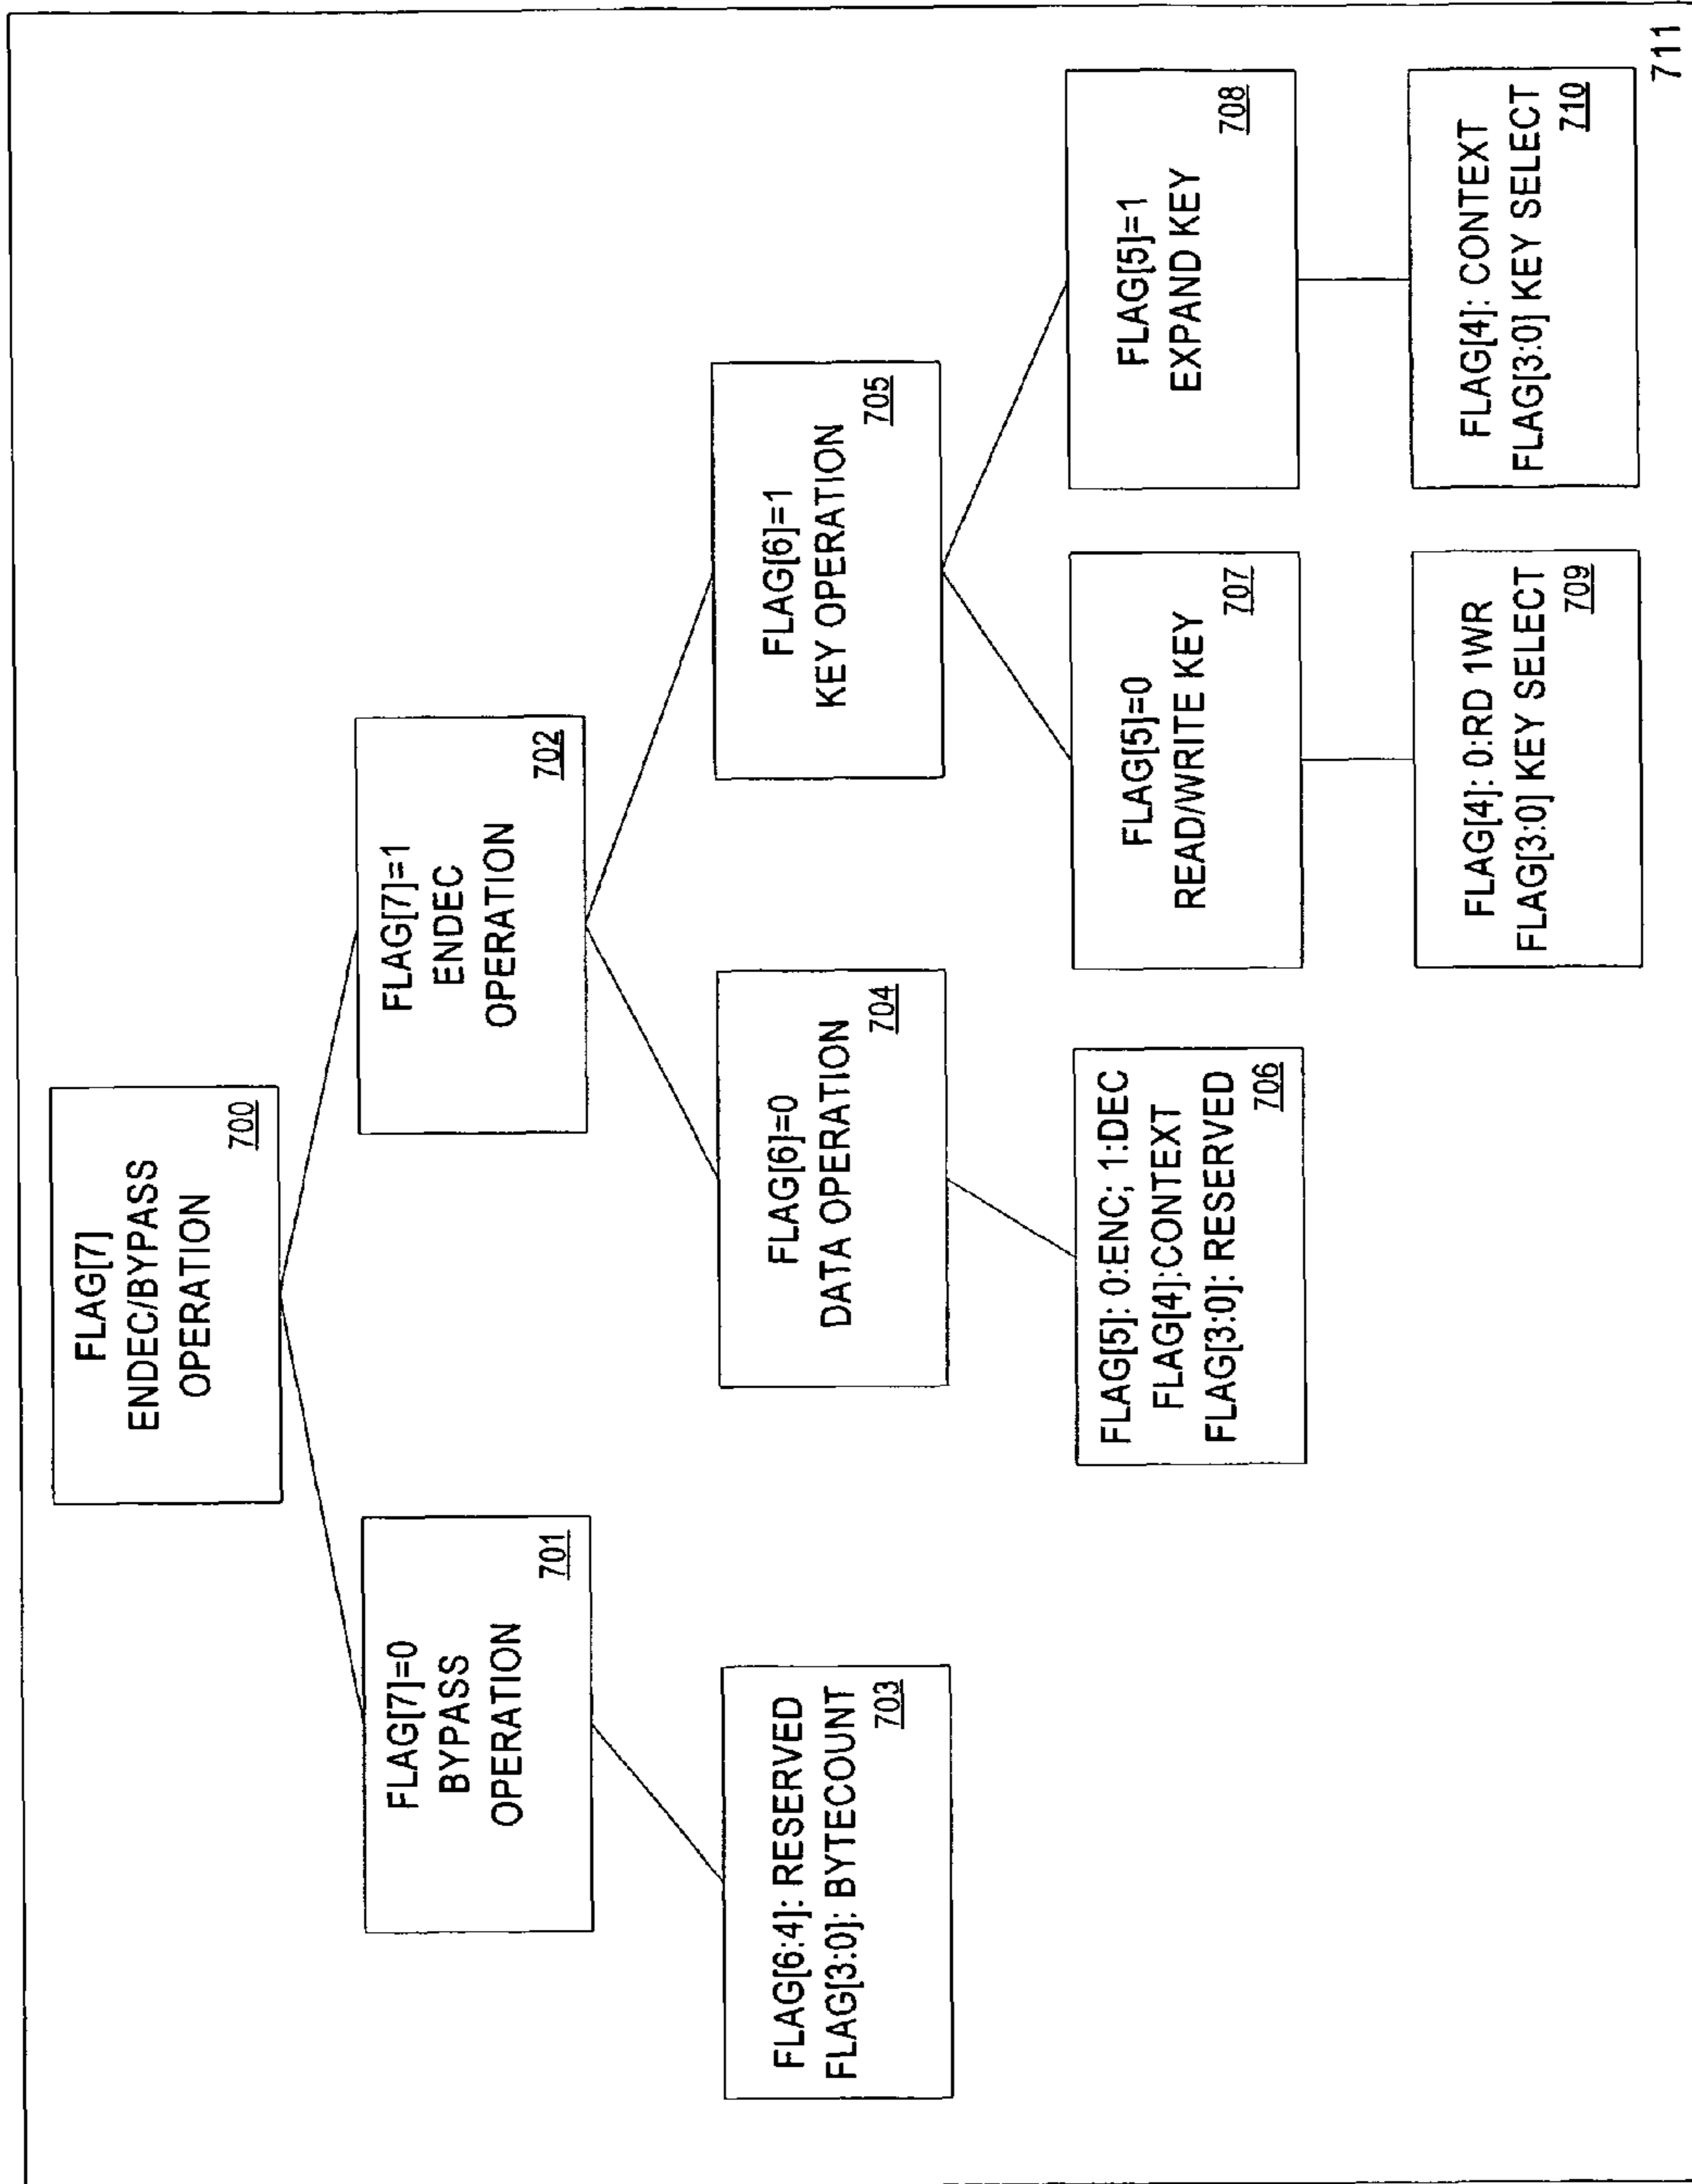 FLAG[7]
ENDEC/BYPASS
OPERATION
700
FLAG[7]=0
BYPASS
OPERATION
701
FLAG[7]=1
ENDEC
OPERATION
702
FLAG[6:4]: RESERVED
FLAG[3:0]: BYTECOUNT
703
FLAG[6]=0
DATA OPERATION
704
FLAG[6]=1
KEY OPERATION
705
FLAG[5]: 0:ENC; 1:DEC
FLAG[4]:CONTEXT
FLAG[3:0]: RESERVED
706
FLAG[5]=0
READ/WRITE KEY
707
FLAG[5]=1
EXPAND KEY
708
FLAG[4]: 0:RD 1WR
FLAG[3:0] KEY SELECT
709
FLAG[4]: CONTEXT
FLAG[3:0] KEY SELECT
710
711